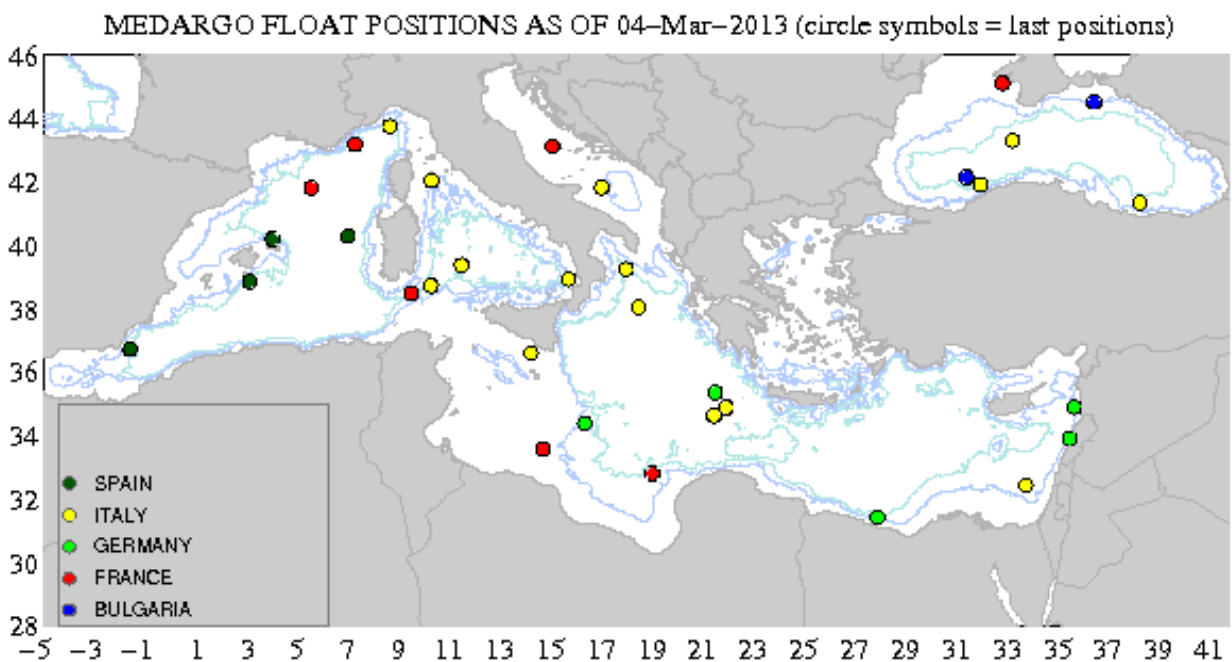 MEDARGO FLOAT POSITIONS AS OF 04−Mar−2013 (circle symbols = last positions)
46
44
42
40
38
36
34
32
30
28
SPAIN
ITALY
GERMANY
FRANCE
BULGARIA
−5 −3 −1 1 3 5 7 9 11 13 15 17 19 21 23 25 27 29 31 33 35 37 39 41